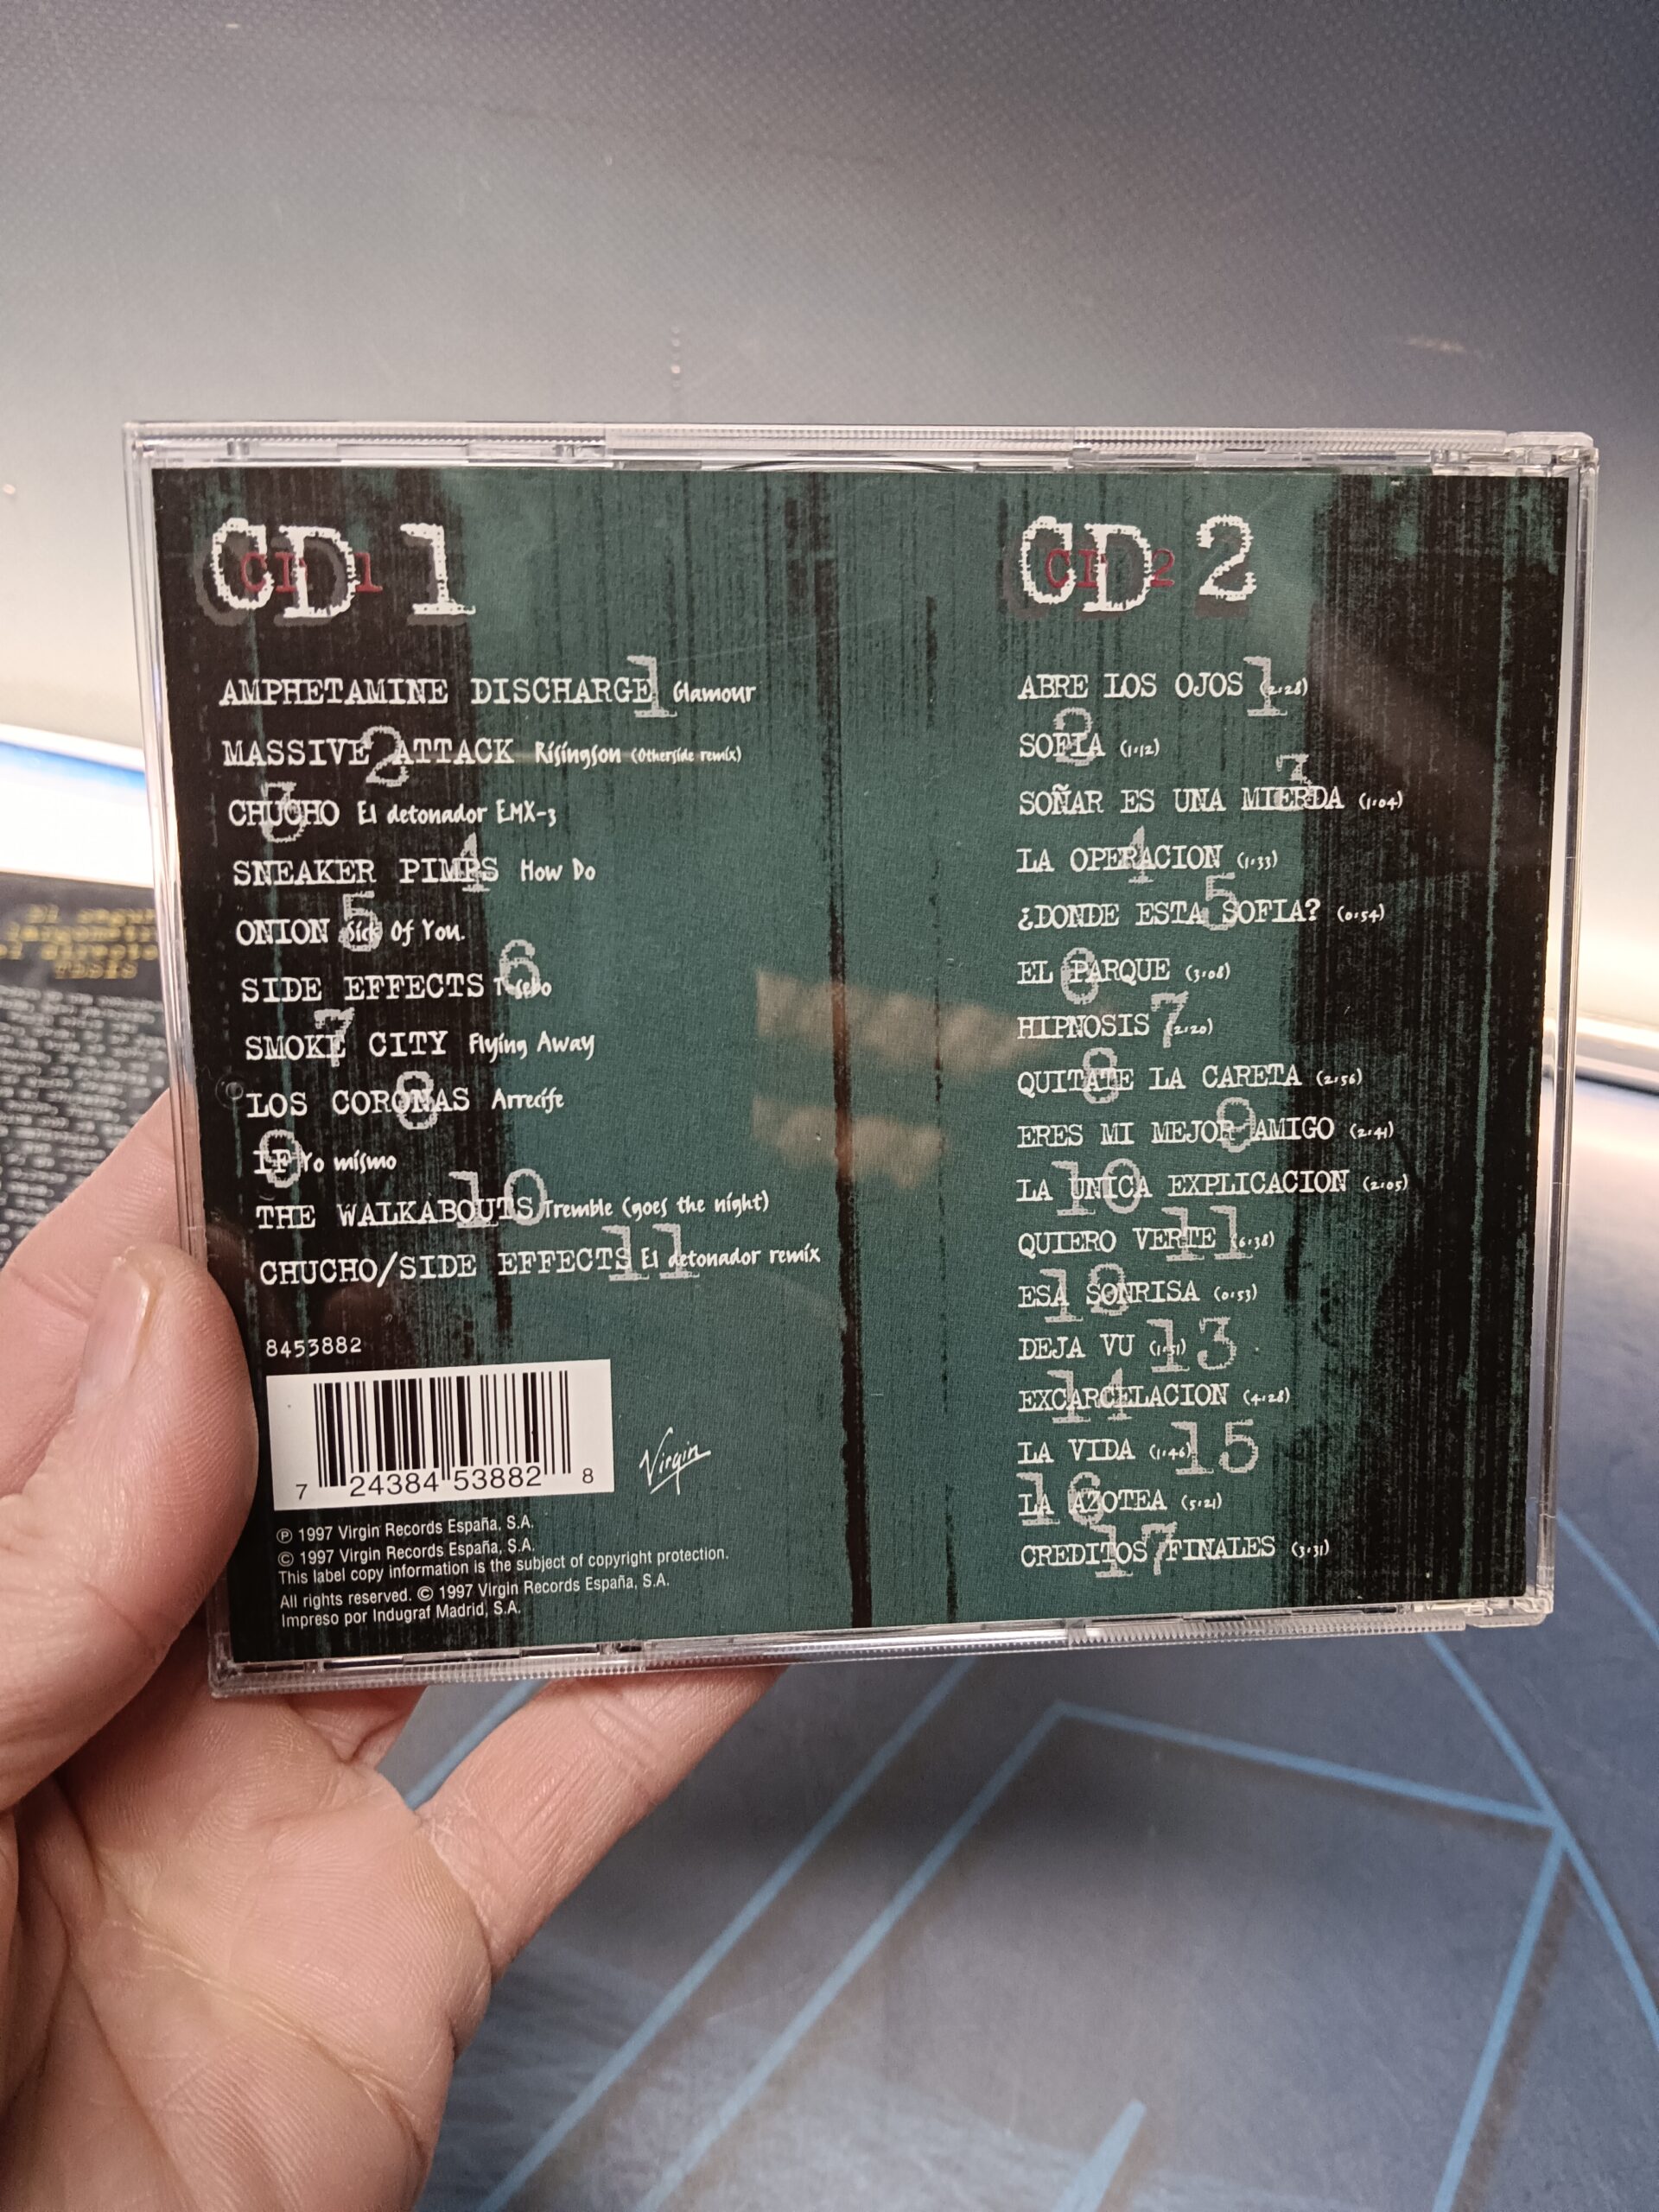 CD 1
AMPHETAMINE DISCHARGE 1 Glamour
MASSIVE 2 ATTACK Risingson (Otherside remix)
3 CHUCHO El detonador EMX-3
SNEAKER PIMPS 4 How Do
ONION 5 Sick Of You.
SIDE EFFECTS 6
SMOKE 7 CITY Flying Away
LOS CORONAS 8 Arrecife
9 IF Yo mismo
THE WALKABOUTS 10 Tremble (goes the night)
CHUCHO/SIDE EFFECTS 11 El detonador remix
8453882
7 24384 53882 8
Virgin
℗ 1997 Virgin Records España, S.A.
© 1997 Virgin Records España, S.A.
This label copy information is the subject of copyright protection.
All rights reserved. © 1997 Virgin Records España, S.A.
Impreso por Indugraf Madrid, S.A.
CD 2
ABRE LOS OJOS 1 (2:28)
2 SOFIA (1:12)
SOÑAR ES UNA MIERDA 3 (1:04)
LA OPERACION 4 (1:33)
¿DONDE ESTA 5 SOFIA? (0:54)
EL 6 PARQUE (3:08)
HIPNOSIS 7 (2:20)
QUITATE 8 LA CARETA (2:56)
ERES MI MEJOR 9 AMIGO (2:41)
LA 10 UNICA EXPLICACION (2:05)
QUIERO VERTE 11 (6:38)
ESA 12 SONRISA (0:53)
DEJA VU 13 (1:51)
EXCARCELACION 14 (4:28)
LA VIDA (1:46) 15
LA 16 AZOTEA (5:21)
CREDITOS 17 FINALES (3:31)
TESIS